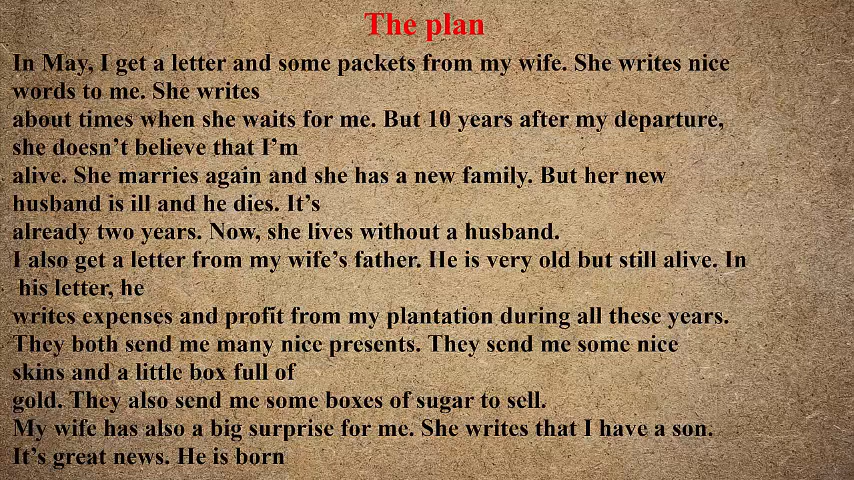 The plan
In May, I get a letter and some packets from my wife. She writes nice
words to me. She writes
about times when she waits for me. But 10 years after my departure,
she doesn’t believe that I’m
alive. She marries again and she has a new family. But her new
husband is ill and he dies. It’s
already two years. Now, she lives without a husband.
I also get a letter from my wife’s father. He is very old but still alive. In
his letter, he
writes expenses and profit from my plantation during all these years.
They both send me many nice presents. They send me some nice
skins and a little box full of
gold. They also send me some boxes of sugar to sell.
My wife has also a big surprise for me. She writes that I have a son.
It’s great news. He is born